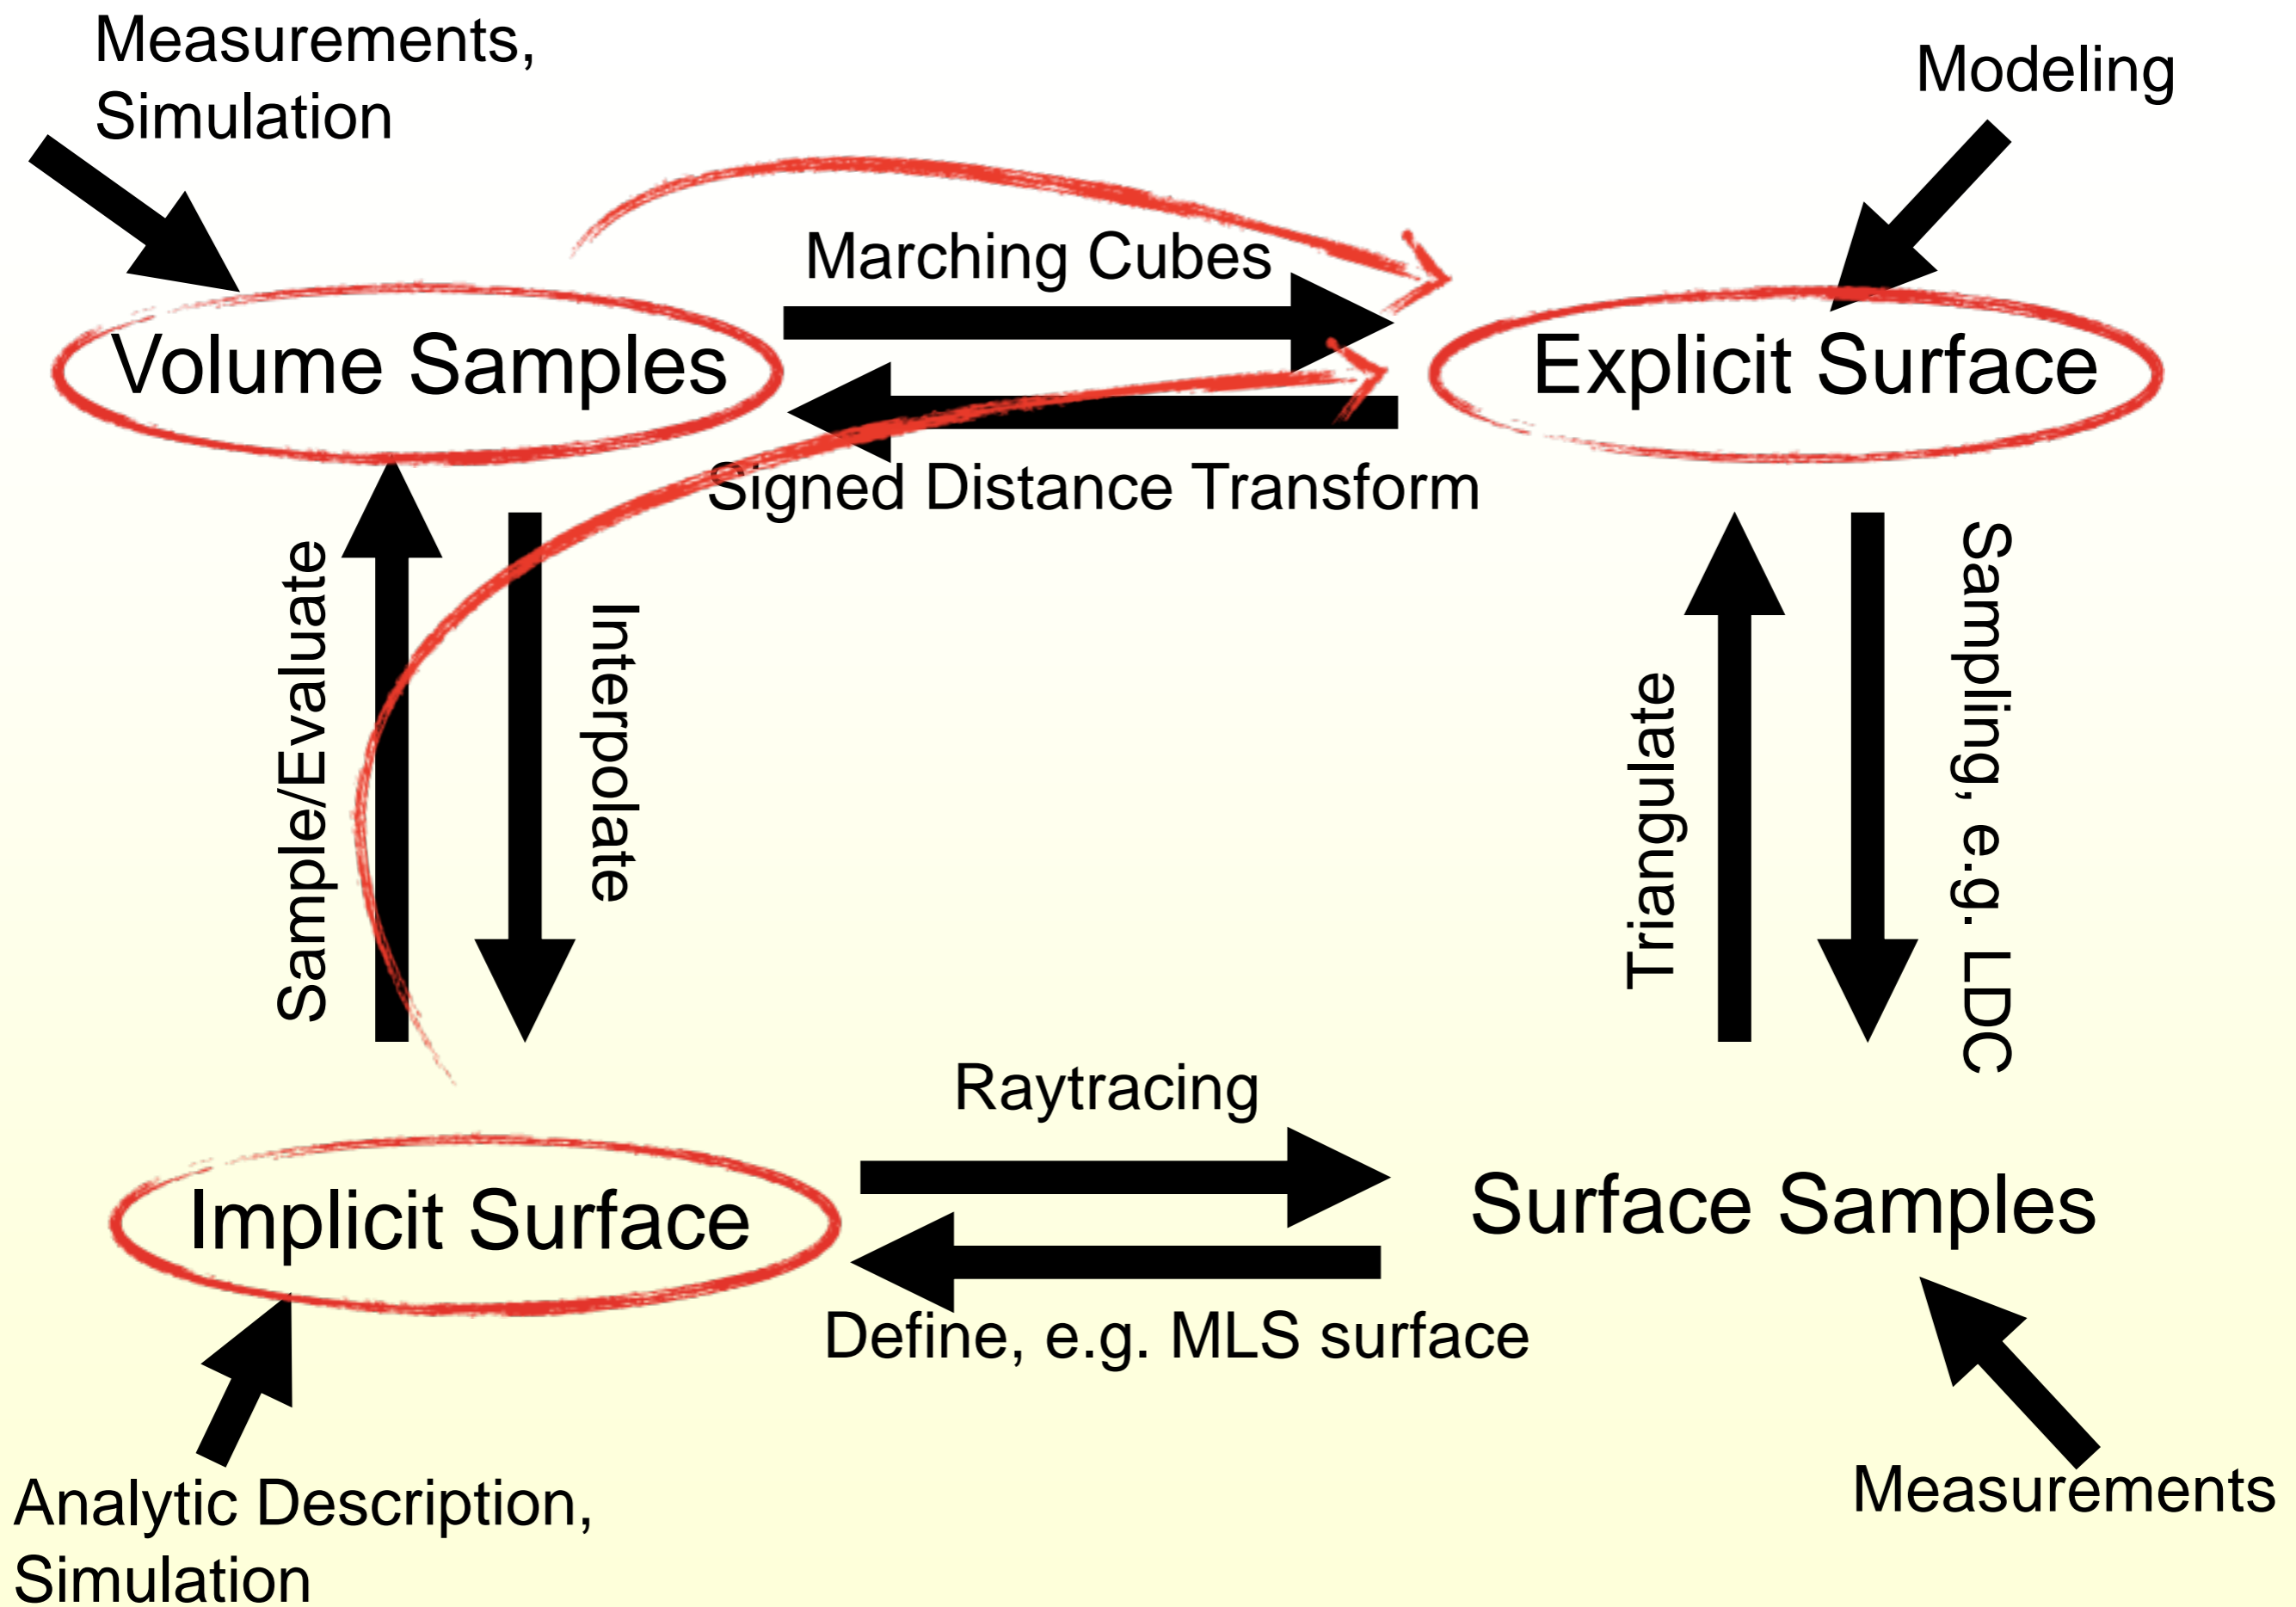 Measurements,
Simulation
Modeling
Marching Cubes
Volume Samples
Explicit Surface
Signed Distance Transform
Sample/Evaluate
Interpolate
Triangulate
Sampling, e.g. LDC
Raytracing
Implicit Surface
Surface Samples
Define, e.g. MLS surface
Analytic Description,
Simulation
Measurements